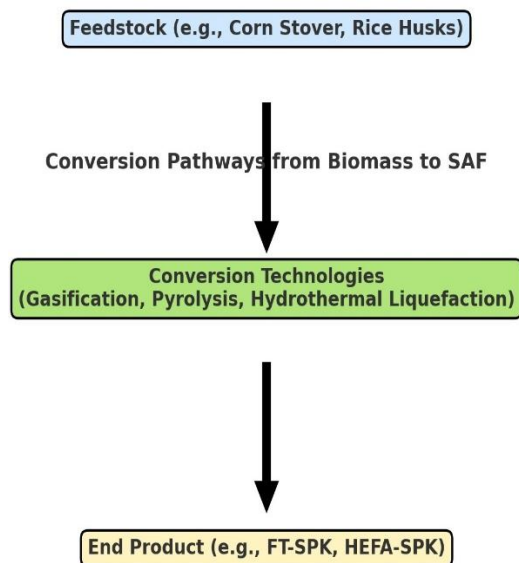 Feedstock (e.g., Corn Stover, Rice Husks)
Conversion Pathways from Biomass to SAF
Conversion Technologies
(Gasification, Pyrolysis, Hydrothermal Liquefaction)
End Product (e.g., FT-SPK, HEFA-SPK)